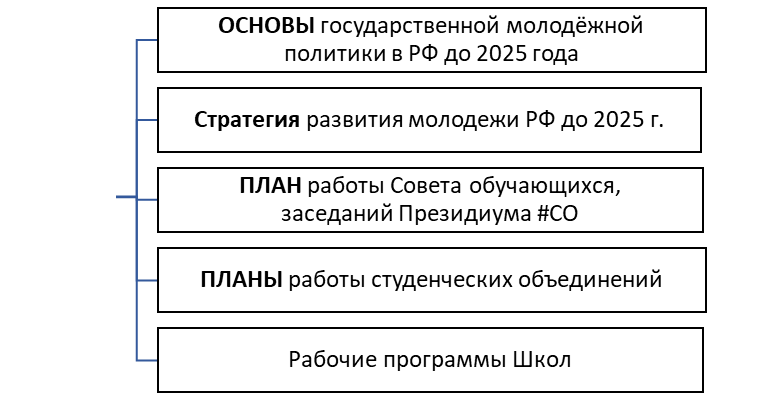 ОСНОВЫ государственной молодёжной
политики в РФ до 2025 года
Стратегия развития молодежи РФ до 2025 г.
ПЛАН работы Совета обучающихся,
заседаний Президиума #СО
ПЛАНЫ работы студенческих объединений
Рабочие программы Школ